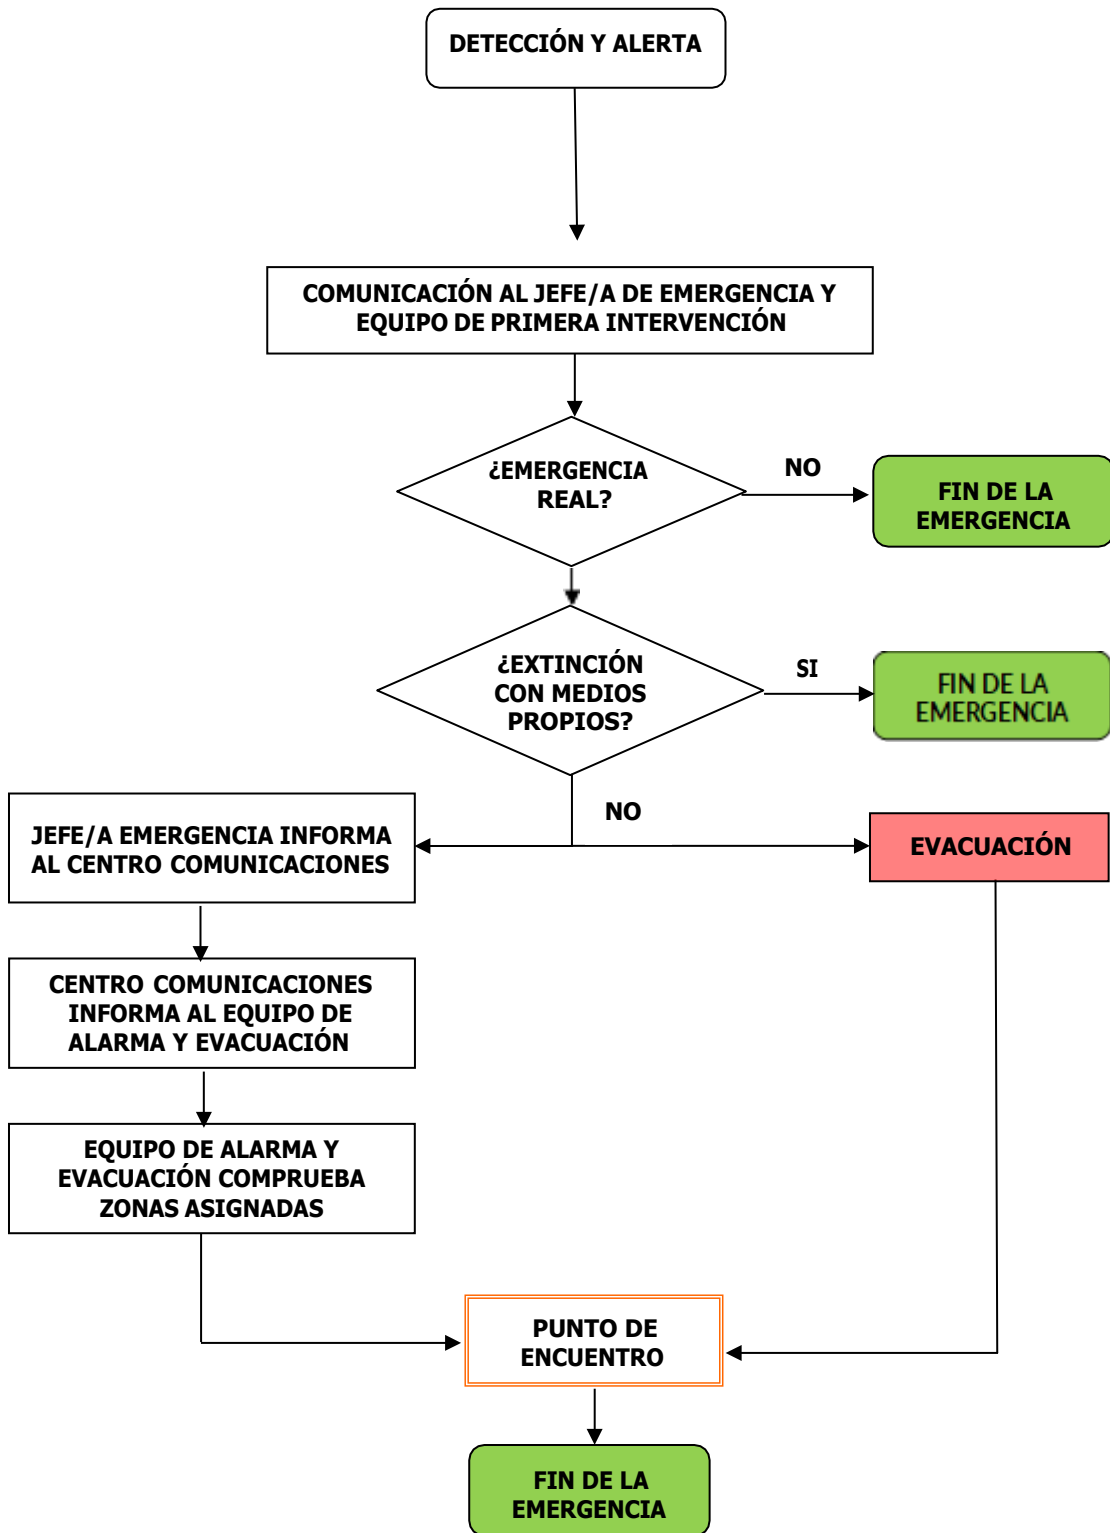 DETECCIÓN Y ALERTA
COMUNICACIÓN AL JEFE/A DE EMERGENCIA Y
EQUIPO DE PRIMERA INTERVENCIÓN
¿EMERGENCIA
REAL?
NO
FIN DE LA
EMERGENCIA
¿EXTINCIÓN
CON MEDIOS
PROPIOS?
SI
FIN DE LA
EMERGENCIA
NO
JEFE/A EMERGENCIA INFORMA
AL CENTRO COMUNICACIONES
EVACUACIÓN
CENTRO COMUNICACIONES
INFORMA AL EQUIPO DE
ALARMA Y EVACUACIÓN
EQUIPO DE ALARMA Y
EVACUACIÓN COMPRUEBA
ZONAS ASIGNADAS
PUNTO DE
ENCUENTRO
FIN DE LA
EMERGENCIA